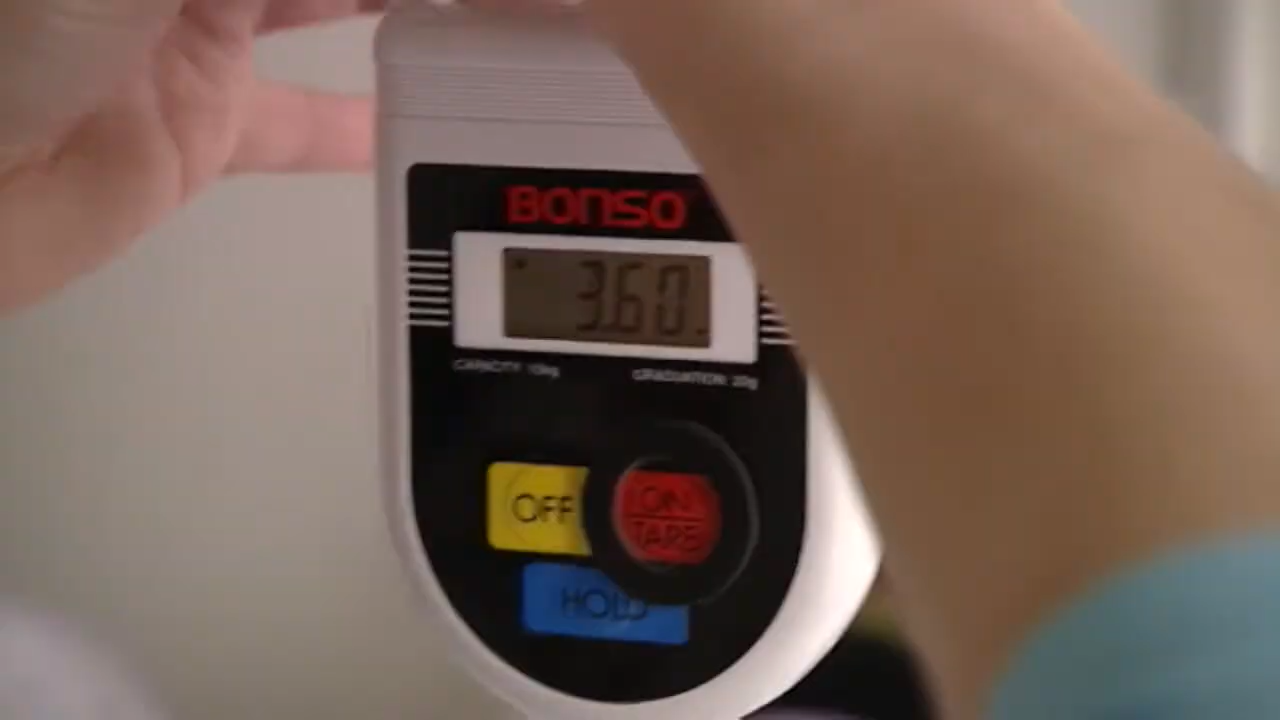 BONSO
3.60
CAPACITY 10kg
GRADUATION 20g
OFF
ON
TARE
HOLD